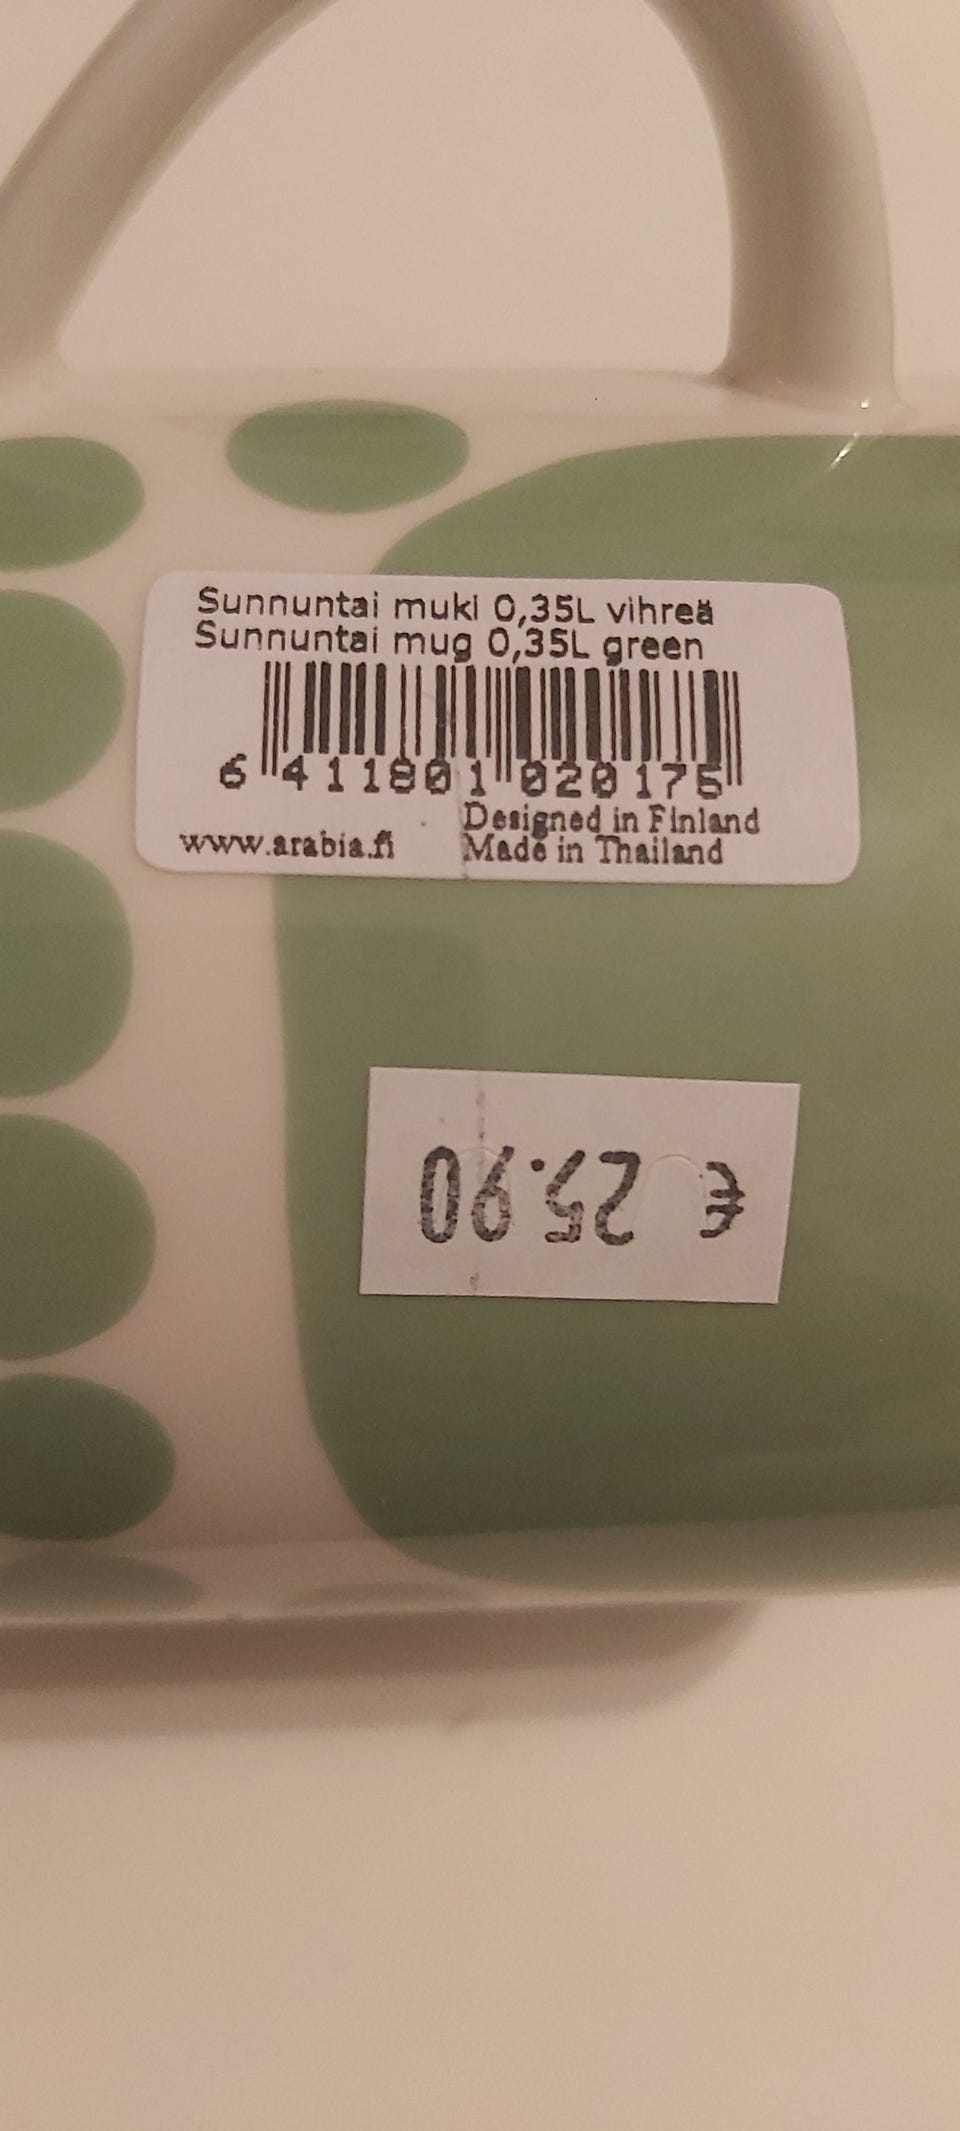 Sunnuntai muki 0,35L vihreä
Sunnuntai mug 0,35L green
6 411801 020175
Designed in Finland
www.arabia.fi Made in Thailand
€ 25.90